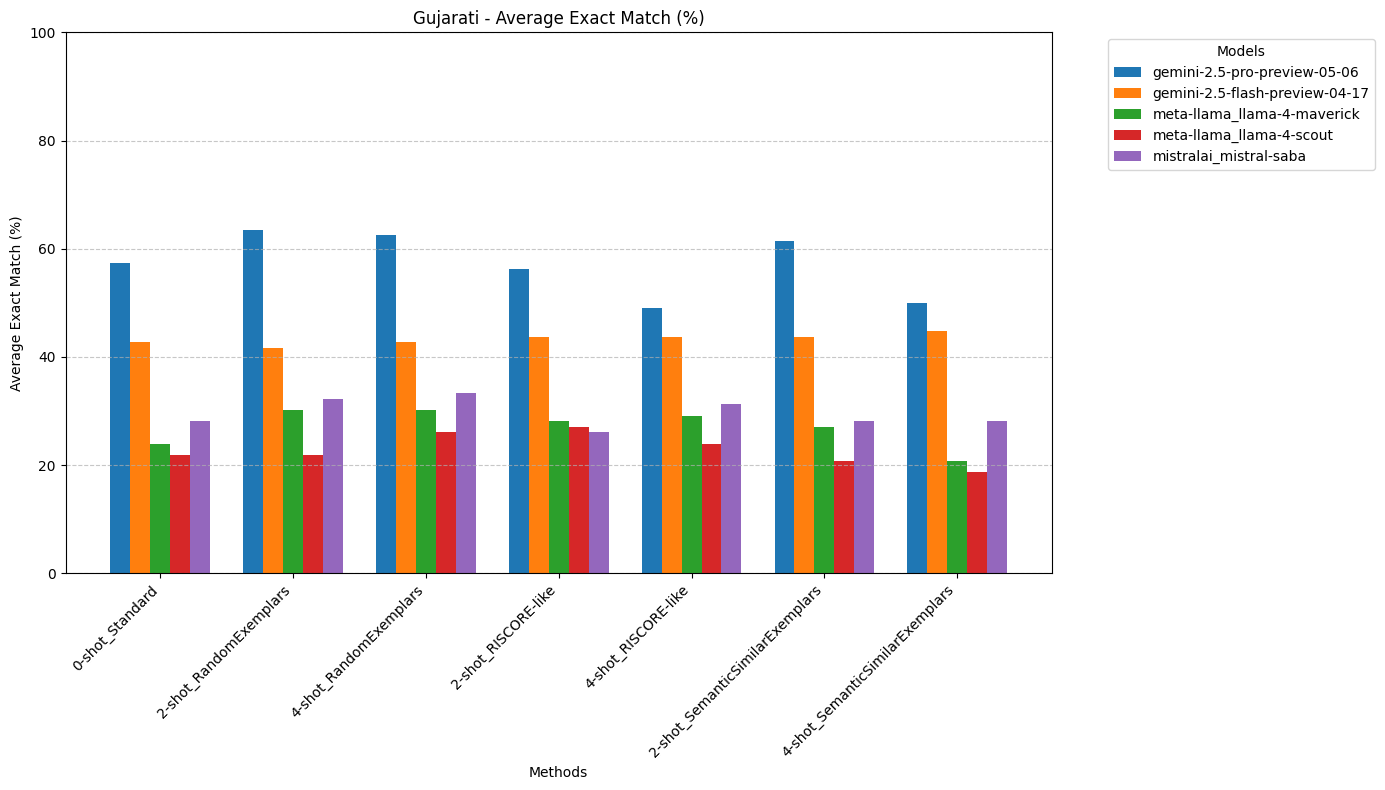 Gujarati - Average Exact Match (%)
Average Exact Match (%)
100
80
60
40
20
0
0-shot_Standard
2-shot_RandomExemplars
4-shot_RandomExemplars
2-shot_RISCORE-like
4-shot_RISCORE-like
2-shot_SemanticSimilarExemplars
4-shot_SemanticSimilarExemplars
Methods
Models
gemini-2.5-pro-preview-05-06
gemini-2.5-flash-preview-04-17
meta-llama_llama-4-maverick
meta-llama_llama-4-scout
mistralai_mistral-saba